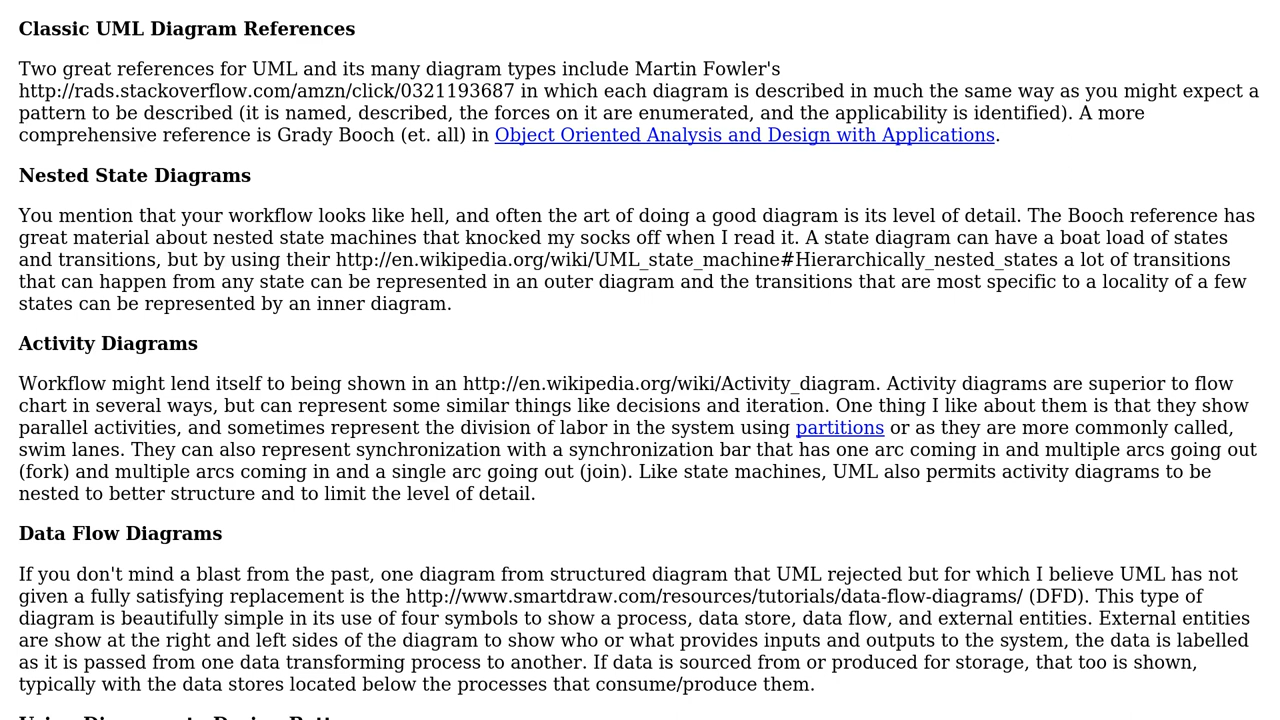 Classic UML Diagram References
Two great references for UML and its many diagram types include Martin Fowler's
http://rads.stackoverflow.com/amzn/click/0321193687 in which each diagram is described in much the same way as you might expect a
pattern to be described (it is named, described, the forces on it are enumerated, and the applicability is identified). A more
comprehensive reference is Grady Booch (et. all) in Object Oriented Analysis and Design with Applications.
Nested State Diagrams
You mention that your workflow looks like hell, and often the art of doing a good diagram is its level of detail. The Booch reference has
great material about nested state machines that knocked my socks off when I read it. A state diagram can have a boat load of states
and transitions, but by using their http://en.wikipedia.org/wiki/UML_state_machine#Hierarchically_nested_states a lot of transitions
that can happen from any state can be represented in an outer diagram and the transitions that are most specific to a locality of a few
states can be represented by an inner diagram.
Activity Diagrams
Workflow might lend itself to being shown in an http://en.wikipedia.org/wiki/Activity_diagram. Activity diagrams are superior to flow
chart in several ways, but can represent some similar things like decisions and iteration. One thing I like about them is that they show
parallel activities, and sometimes represent the division of labor in the system using partitions or as they are more commonly called,
swim lanes. They can also represent synchronization with a synchronization bar that has one arc coming in and multiple arcs going out
(fork) and multiple arcs coming in and a single arc going out (join). Like state machines, UML also permits activity diagrams to be
nested to better structure and to limit the level of detail.
Data Flow Diagrams
If you don't mind a blast from the past, one diagram from structured diagram that UML rejected but for which I believe UML has not
given a fully satisfying replacement is the http://www.smartdraw.com/resources/tutorials/data-flow-diagrams/ (DFD). This type of
diagram is beautifully simple in its use of four symbols to show a process, data store, data flow, and external entities. External entities
are show at the right and left sides of the diagram to show who or what provides inputs and outputs to the system, the data is labelled
as it is passed from one data transforming process to another. If data is sourced from or produced for storage, that too is shown,
typically with the data stores located below the processes that consume/produce them.